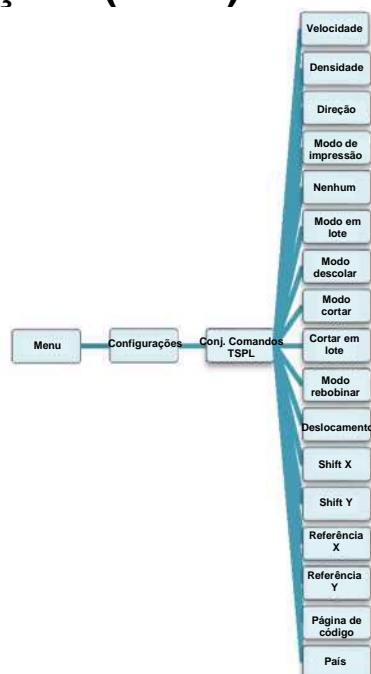 Velocidade
Densidade
Direção
Modo de
impressão
Nenhum
Modo em
lote
Modo
descolar
Modo
cortar
Menu
Configurações
Conj. Comandos
TSPL
Cortar em
lote
Modo
rebobinar
Deslocamento
Shift X
Shift Y
Referência
X
Referência
Y
Página de
código
País